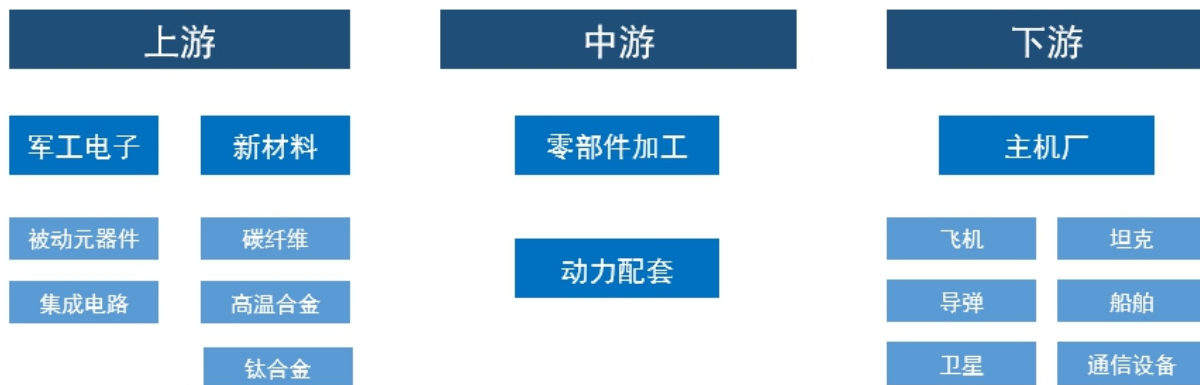 上游
中游
下游
军工电子
新材料
零部件加工
主机厂
被动元器件
碳纤维
飞机
坦克
动力配套
集成电路
高温合金
导弹
船舶
钛合金
卫星
通信设备